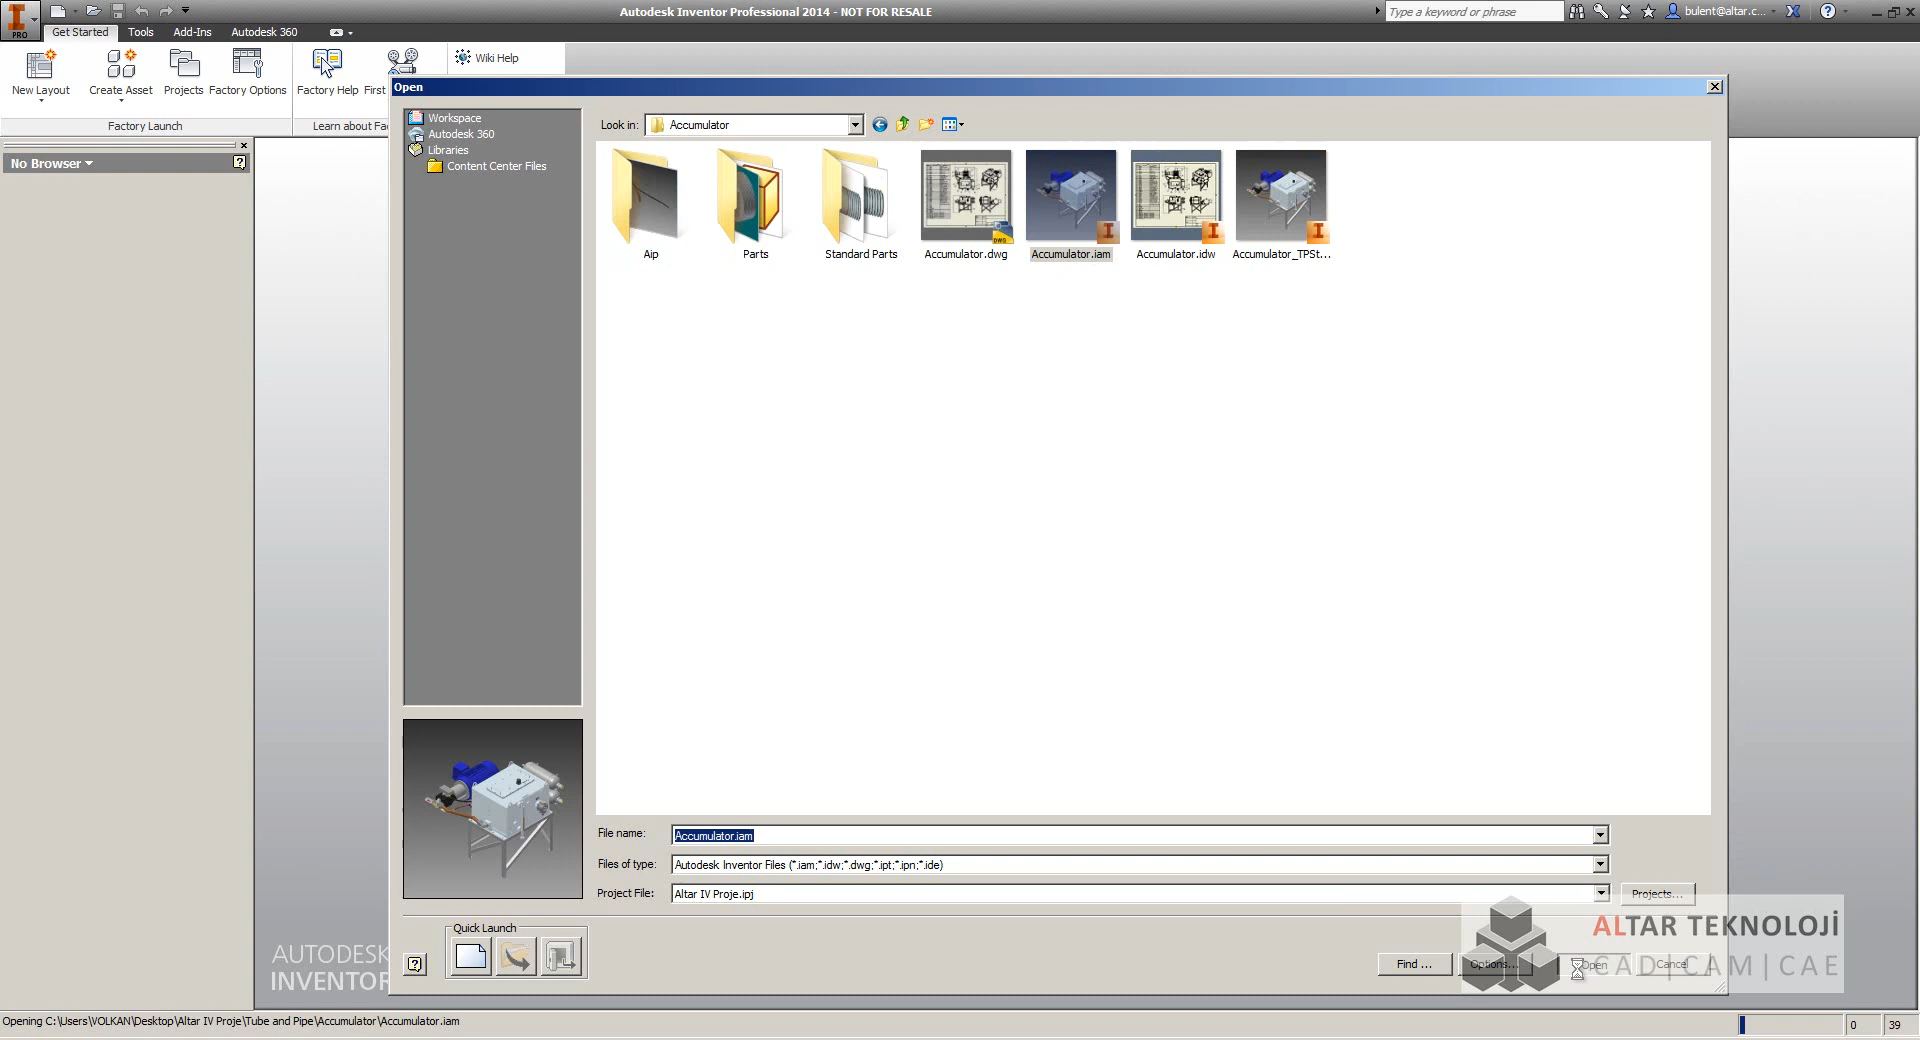 Autodesk Inventor Professional 2014 - NOT FOR RESALE
Type a keyword or phrase
bulent@altar.c...
PRO
Get Started
Tools
Add-Ins
Autodesk 360
New Layout
Create Asset
Projects
Factory Options
Factory Help
First
Wiki Help
Factory Launch
Learn about Fac
Open
No Browser
Workspace
Autodesk 360
Libraries
Content Center Files
Look in:
Accumulator
Aip
Parts
Standard Parts
Accumulator.dwg
Accumulator.iam
Accumulator.idw
Accumulator_TPSt...
File name:
Accumulator.iam
Files of type:
Autodesk Inventor Files (*.iam;*.idw;*.dwg;*.ipt;*.ipn;*.ide)
Project File:
Altar IV Proje.ipj
Projects...
Quick Launch
Find ...
Options...
Open
Cancel
ALTAR TEKNOLOJİ
CAD|CAM|CAE
AUTODESK
INVENTOR
Opening C:\Users\VOLKAN\Desktop\Altar IV Proje\Tube and Pipe\Accumulator\Accumulator.iam
0
39